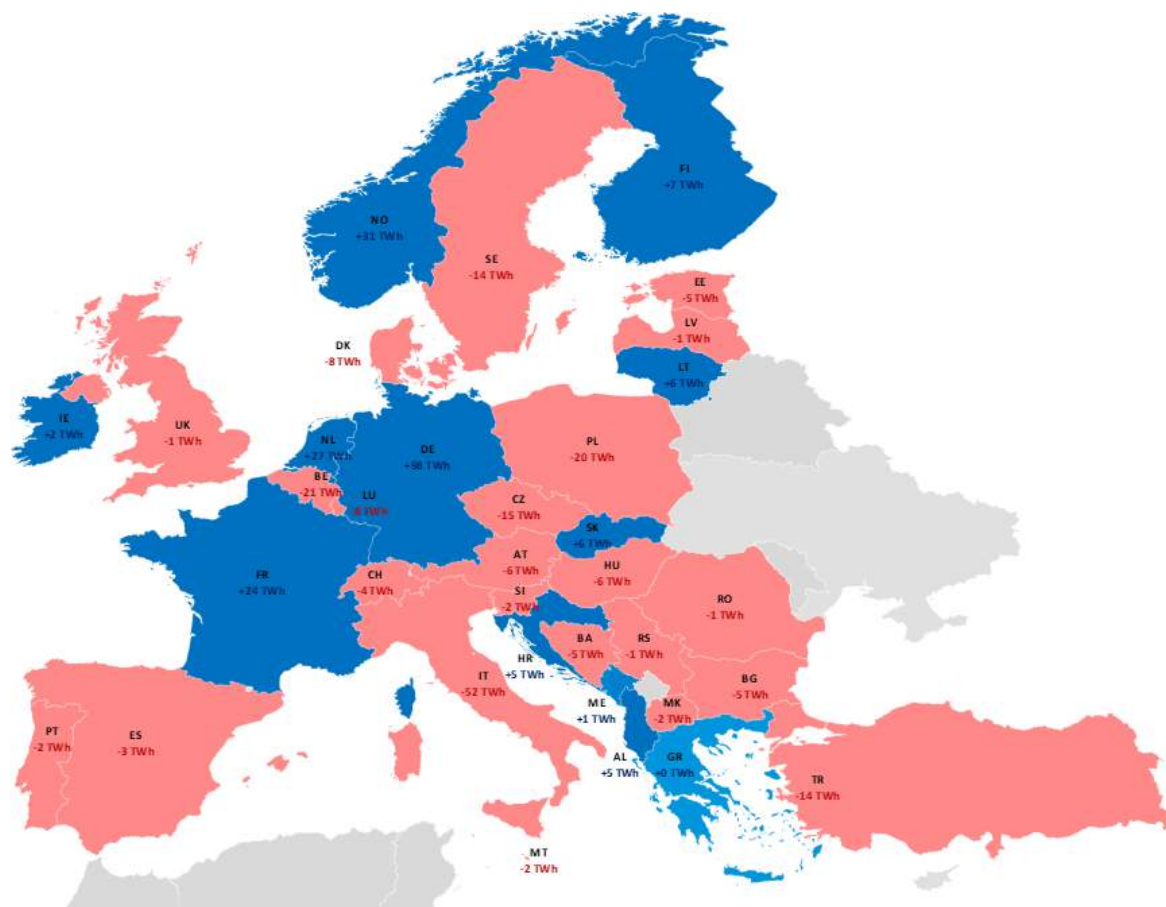 FI
+7 TWh
NO
+31 TWh
SE
-14 TWh
EE
-5 TWh
LV
-1 TWh
DK
-8 TWh
LT
+6 TWh
IE
+2 TWh
UK
-1 TWh
NL
+27 TWh
DE
+58 TWh
PL
-20 TWh
BE
-21 TWh
LU
TWh
CZ
-15 TWh
SK
+6 TWh
AT
-6 TWh
HU
-6 TWh
FR
+24 TWh
CH
-4 TWh
SI
-2 TWh
RO
-1 TWh
BA
-5 TWh
RS
-1 TWh
HR
+5 TWh
IT
-52 TWh
BG
-5 TWh
ME
+1 TWh
MK
-2 TWh
PT
-2 TWh
ES
-3 TWh
AL
+5 TWh
GR
+0 TWh
TR
-14 TWh
MT
-2 TWh